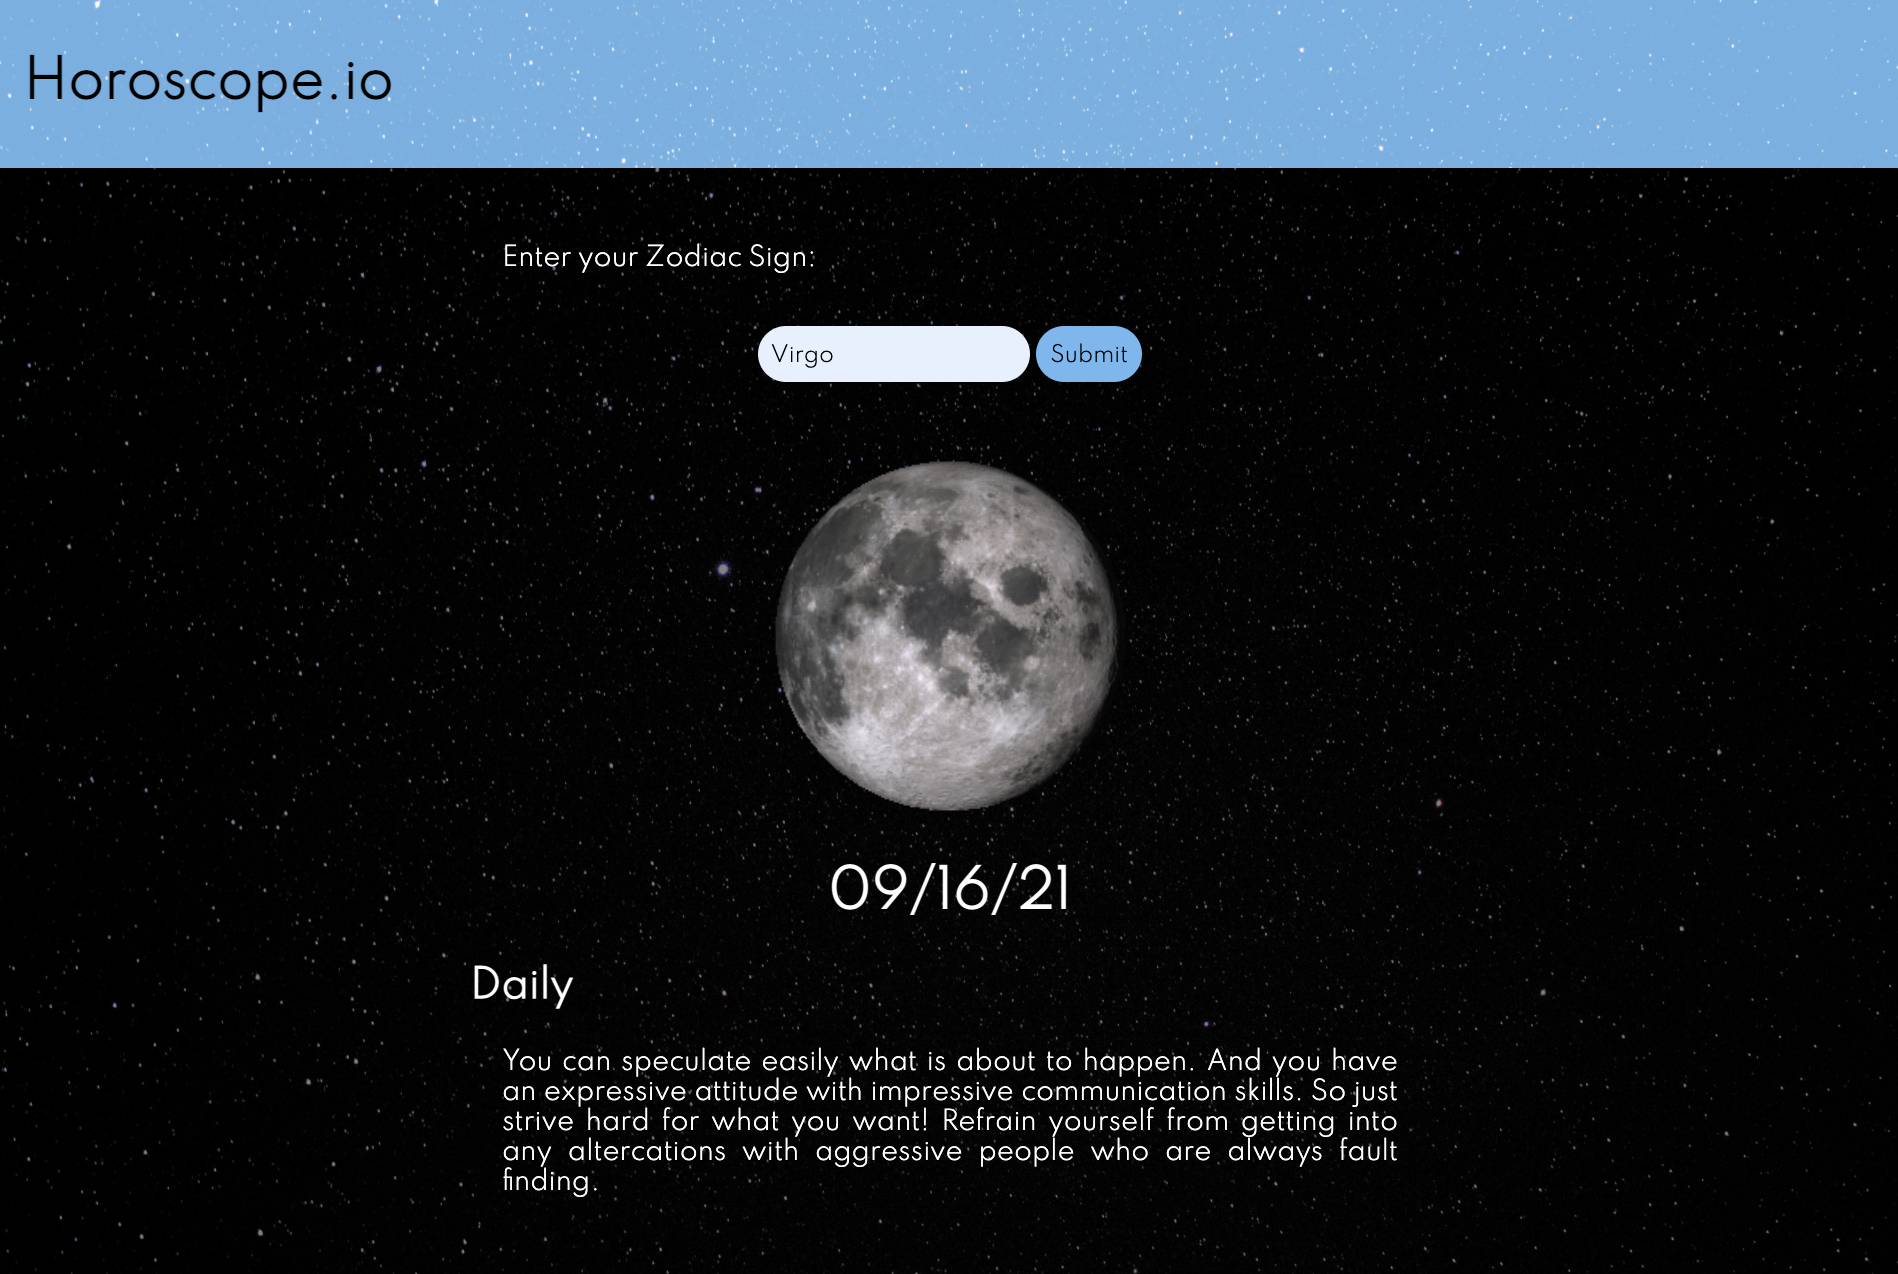 Horoscope.io
Enter your Zodiac Sign:
Virgo
Submit
09/16/21
Daily
You can speculate easily what is about to happen. And you have
an expressive attitude with impressive communication skills. So just
strive hard for what you want! Refrain yourself from getting into
any altercations with aggressive people who are always fault
finding.